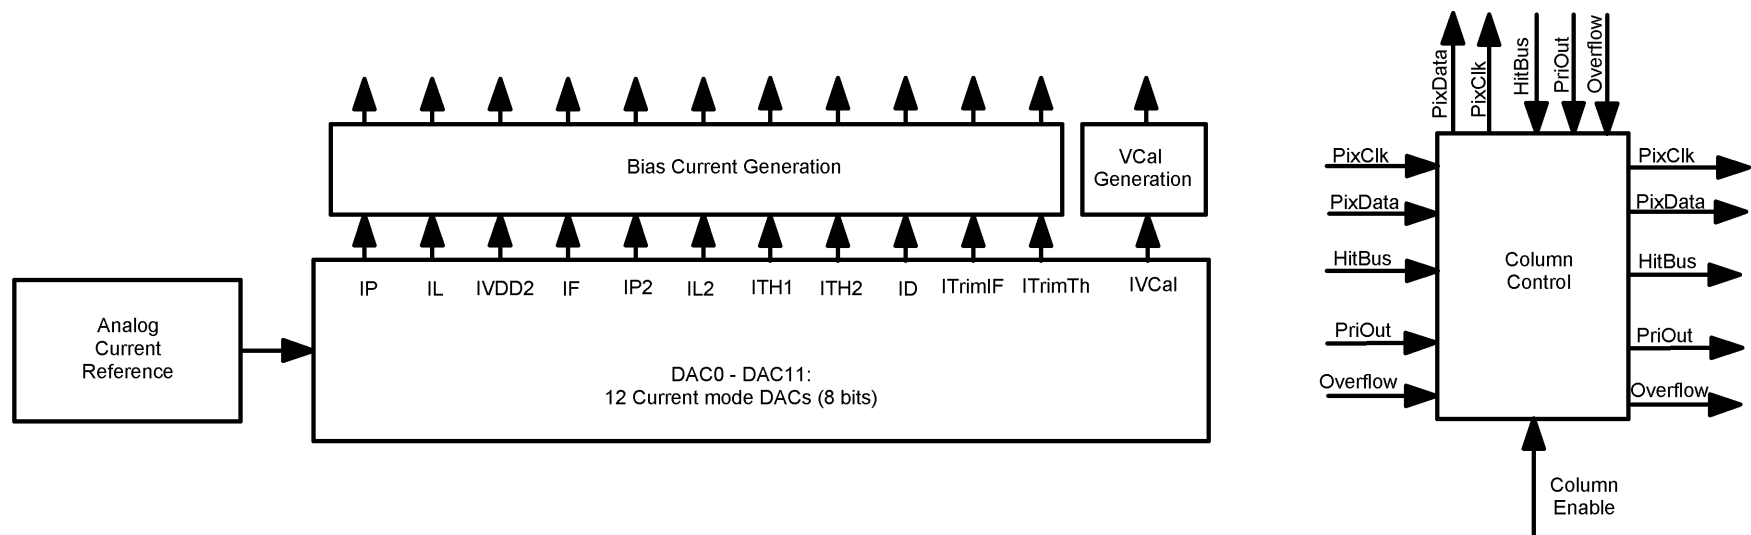 PixData
PixClk
HitBus
PriOut
Overflow
Bias Current Generation
VCal
Generation
IP IL IVDD2 IF IP2 IL2 ITH1 ITH2 ID ITrimIF ITrimTh IVCal
Analog
Current
Reference
DAC0 - DAC11:
12 Current mode DACs (8 bits)
PixClk
PixData
HitBus
PriOut
Overflow
Column
Control
PixClk
PixData
HitBus
PriOut
Overflow
Column
Enable